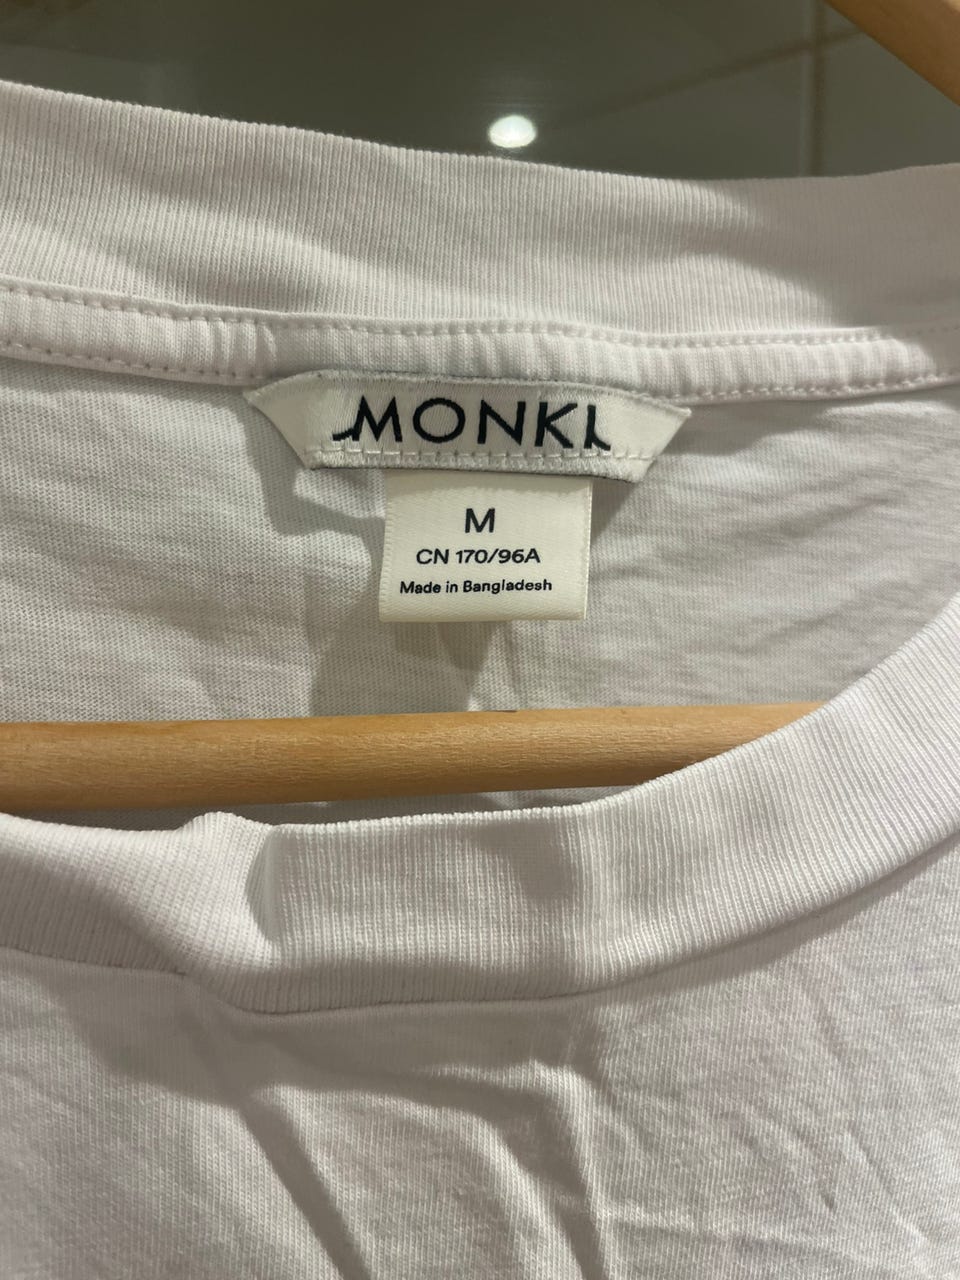 MONKI
M
CN 170/96A
Made in Bangladesh